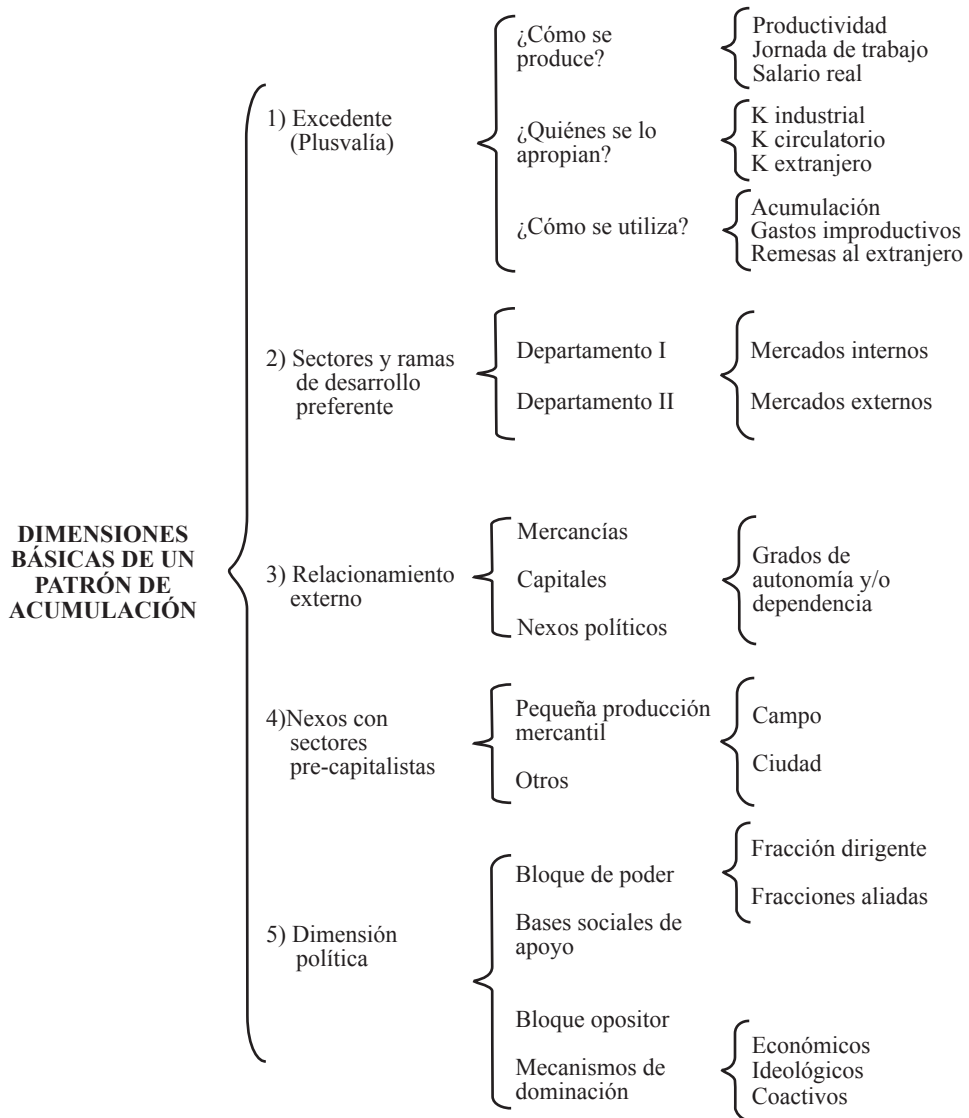 DIMENSIONES
BÁSICAS DE UN
PATRÓN DE
ACUMULACIÓN
1) Excedente
(Plusvalía)
¿Cómo se
produce?
Productividad
Jornada de trabajo
Salario real
¿Quiénes se lo
apropian?
K industrial
K circulatorio
K extranjero
¿Cómo se utiliza?
Acumulación
Gastos improductivos
Remesas al extranjero
2) Sectores y ramas
de desarrollo
preferente
Departamento I
Departamento II
Mercados internos
Mercados externos
3) Relacionamiento
externo
Mercancías
Capitales
Nexos políticos
Grados de
autonomía y/o
dependencia
4)Nexos con
sectores
pre-capitalistas
Pequeña producción
mercantil
Otros
Campo
Ciudad
5) Dimensión
política
Bloque de poder
Fracción dirigente
Fracciones aliadas
Bases sociales de
apoyo
Bloque opositor
Mecanismos de
dominación
Económicos
Ideológicos
Coactivos